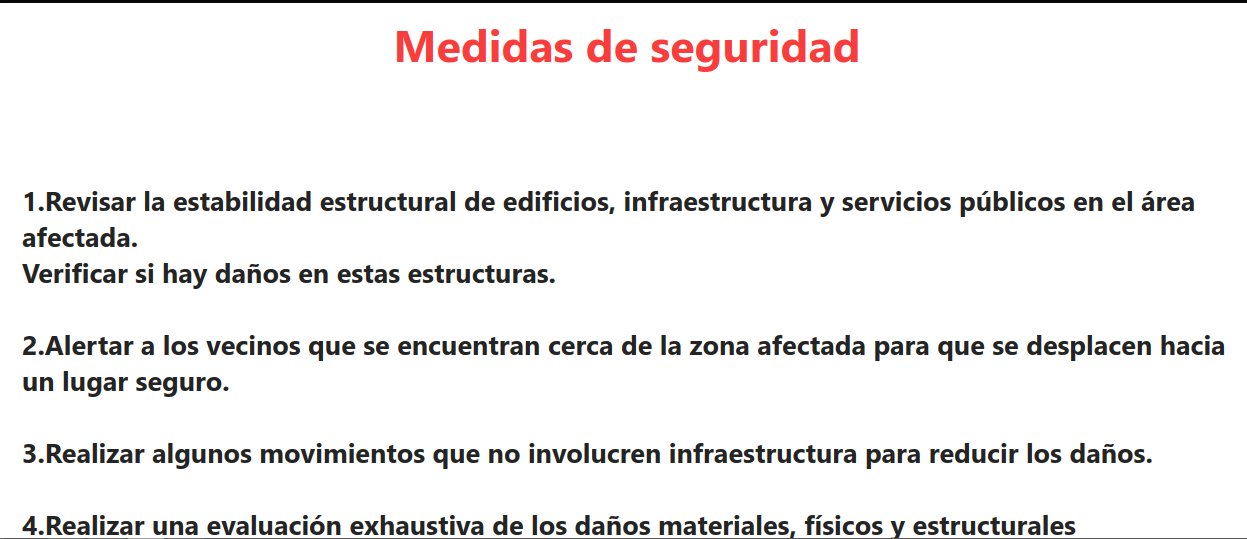 Medidas de seguridad
1.Revisar la estabilidad estructural de edificios, infraestructura y servicios públicos en el área
afectada.
Verificar si hay daños en estas estructuras.
2.Alertar a los vecinos que se encuentran cerca de la zona afectada para que se desplacen hacia
un lugar seguro.
3.Realizar algunos movimientos que no involucren infraestructura para reducir los daños.
4.Realizar una evaluación exhaustiva de los daños materiales, físicos y estructurales